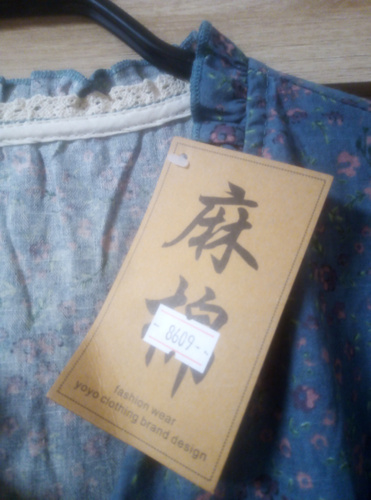 麻
棉
- 8609--
fashion wear
yoyo clothing brand design